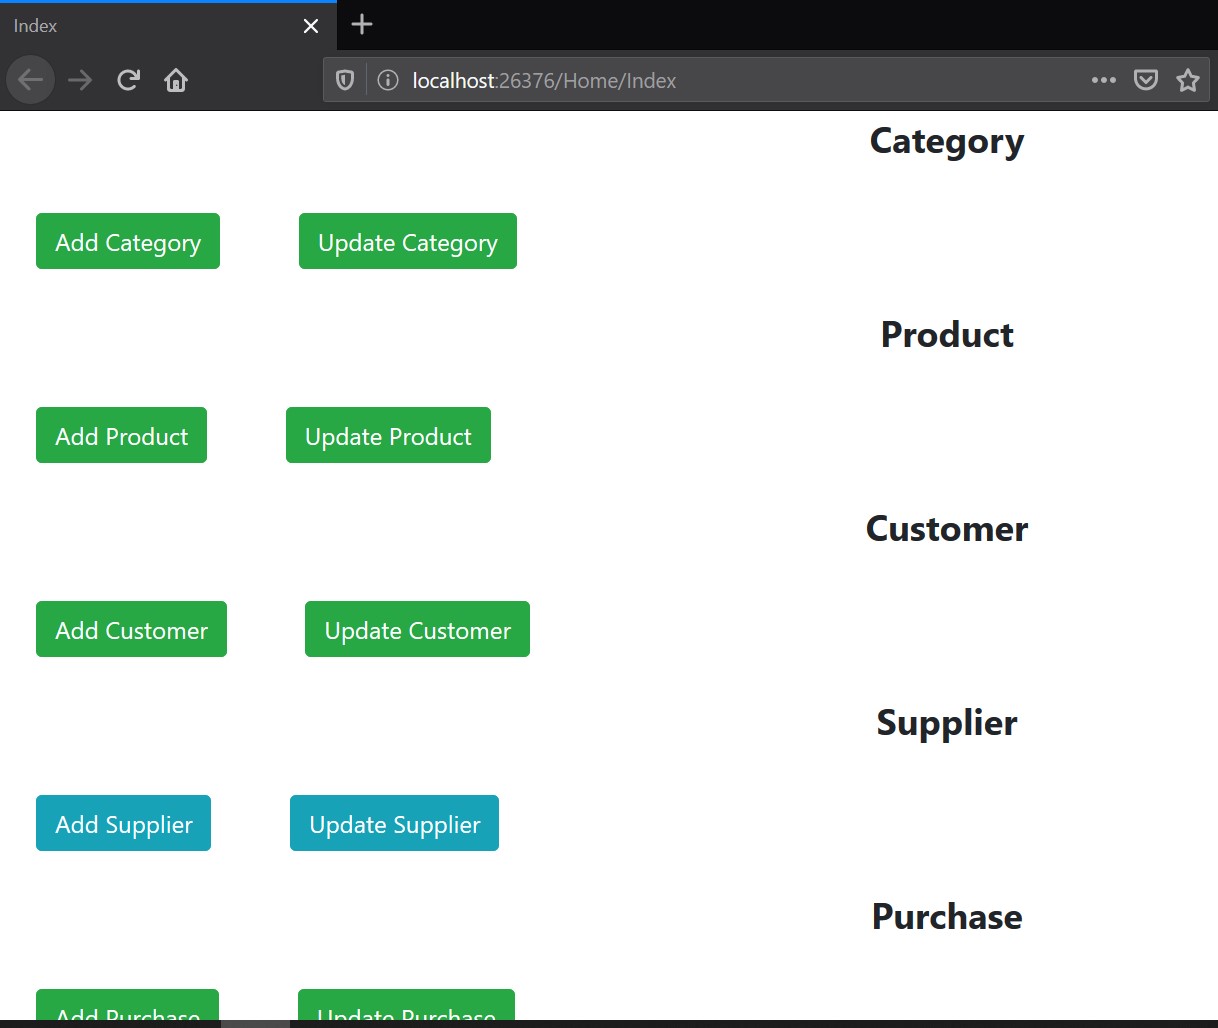 Index
localhost:26376/Home/Index
Category
Add Category Update Category
Product
Add Product Update Product
Customer
Add Customer Update Customer
Supplier
Add Supplier Update Supplier
Purchase
Add Purchase Update Purchase